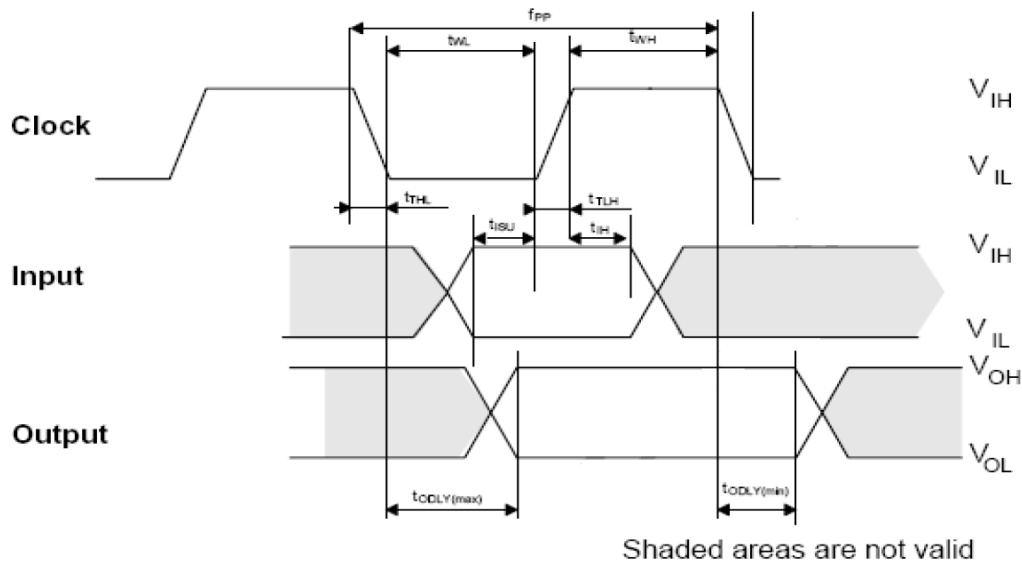 fPP
tWL
tWH
Clock
VIH
VIL
tTHL
tTLH
tISU
tIH
Input
VIH
VIL
Output
VOH
VOL
tODLY(max)
tODLY(min)
Shaded areas are not valid